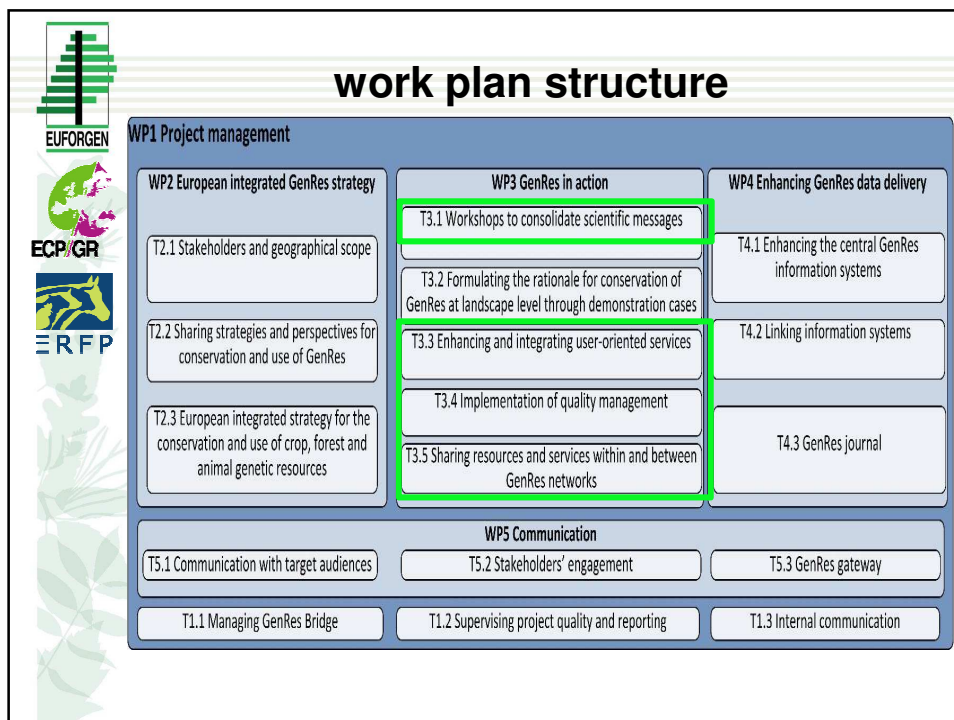 work plan structure
EUFORGEN
ECP/GR
ERFP
WP1 Project management
WP2 European integrated GenRes strategy
T2.1 Stakeholders and geographical scope
T2.2 Sharing strategies and perspectives for
conservation and use of GenRes
T2.3 European integrated strategy for the
conservation and use of crop, forest and
animal genetic resources
WP3 GenRes in action
T3.1 Workshops to consolidate scientific messages
T3.2 Formulating the rationale for conservation of
GenRes at landscape level through demonstration cases
T3.3 Enhancing and integrating user-oriented services
T3.4 Implementation of quality management
T3.5 Sharing resources and services within and between
GenRes networks
WP4 Enhancing GenRes data delivery
T4.1 Enhancing the central GenRes
information systems
T4.2 Linking information systems
T4.3 GenRes journal
WP5 Communication
T5.1 Communication with target audiences
T5.2 Stakeholders' engagement
T5.3 GenRes gateway
T1.1 Managing GenRes Bridge
T1.2 Supervising project quality and reporting
T1.3 Internal communication